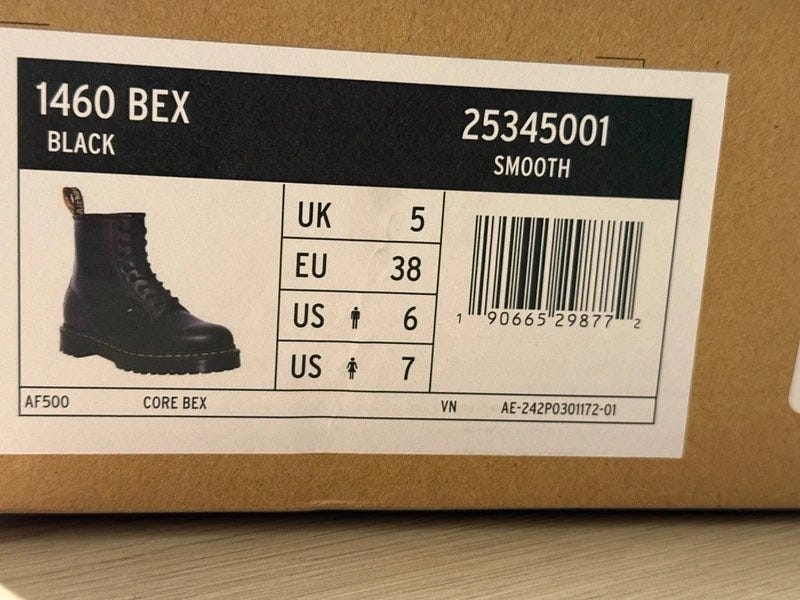 1460 BEX
BLACK
25345001
SMOOTH
UK 5
EU 38
US 6
US 7
1 90665 29877 2
AF500 CORE BEX VN AE-242P0301172-01